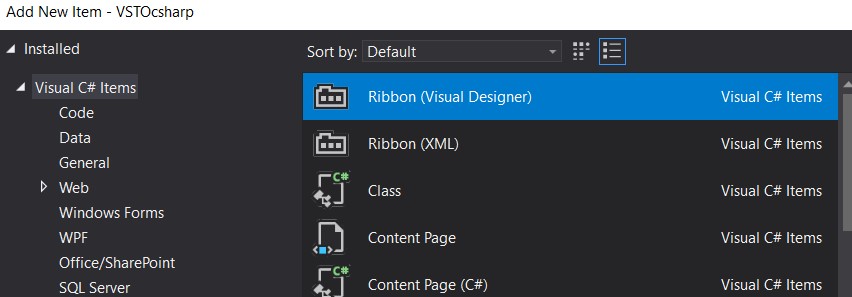 Add New Item - VSTOcsharp
Installed
Visual C# Items
Code
Data
General
Web
Windows Forms
WPF
Office/SharePoint
SQL Server
Sort by: Default
Ribbon (Visual Designer) Visual C# Items
Ribbon (XML) Visual C# Items
C# Class Visual C# Items
Content Page Visual C# Items
C# Content Page (C#) Visual C# Items